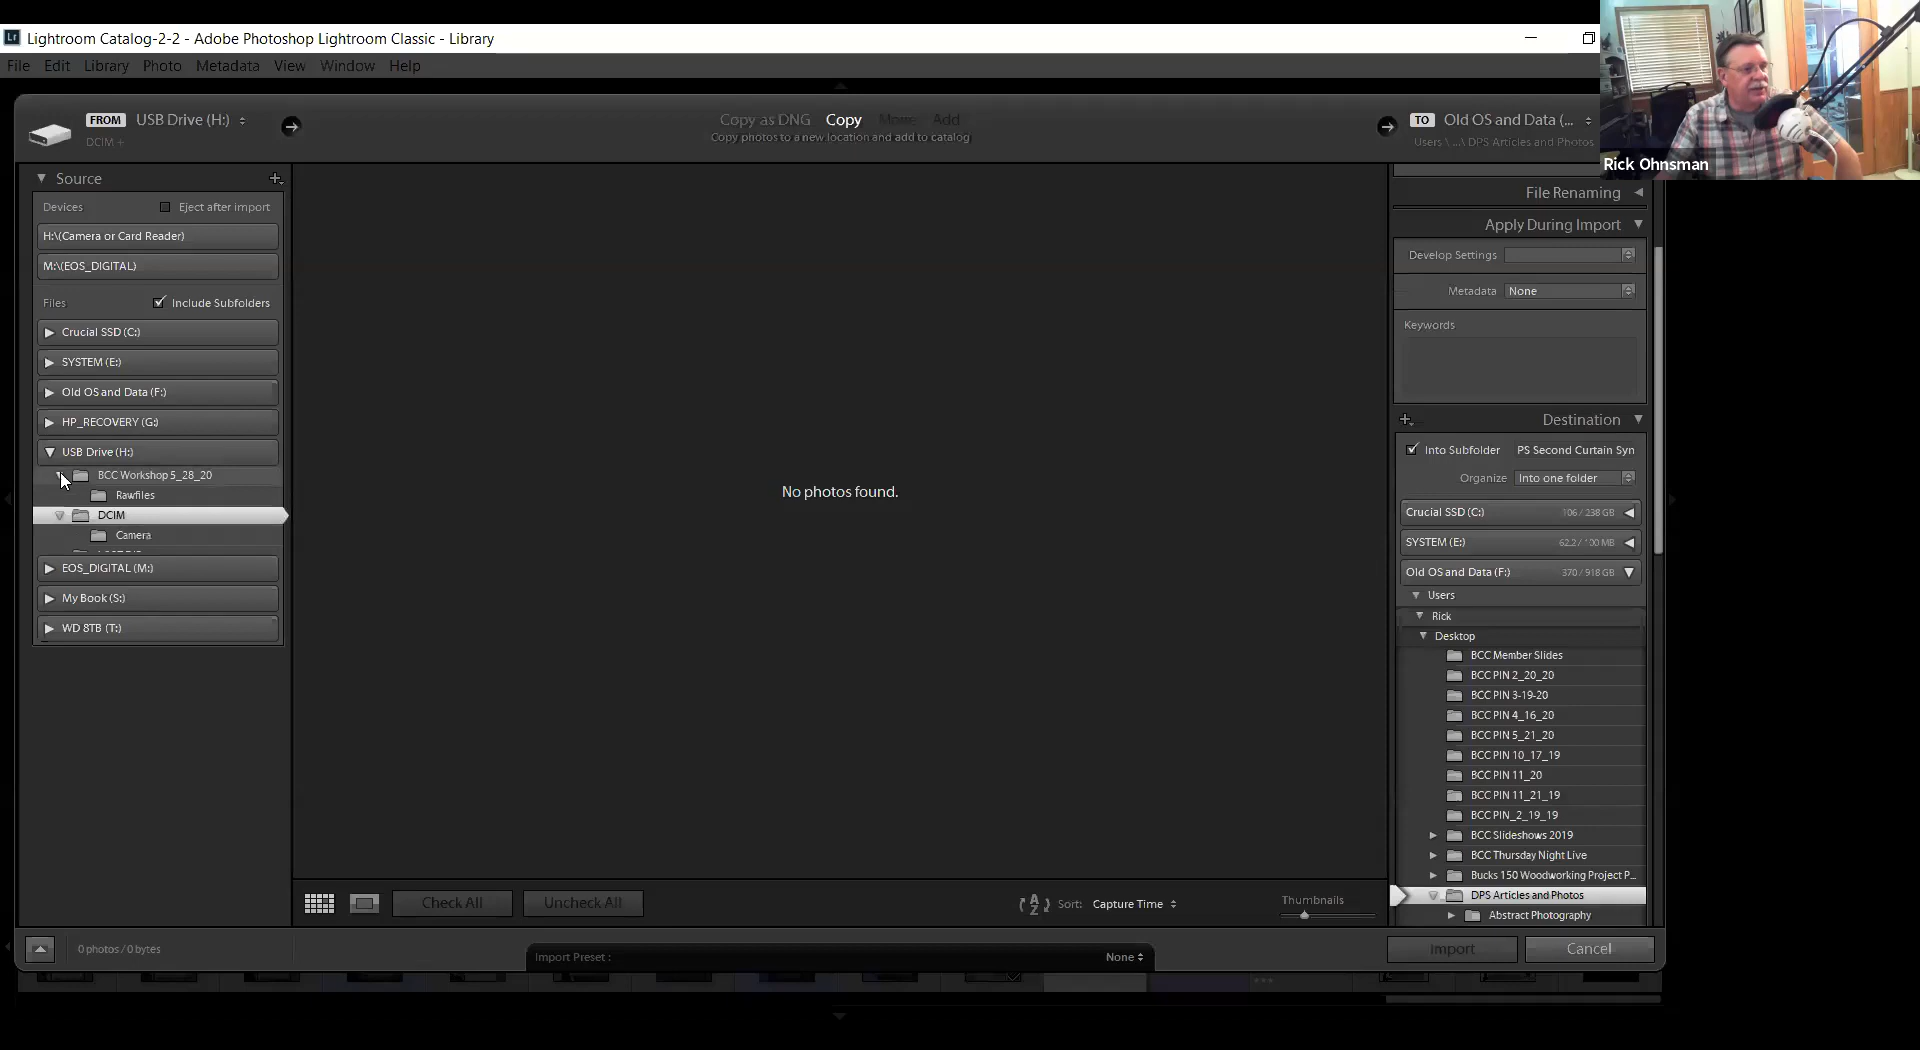 Lightroom Catalog-2-2 - Adobe Photoshop Lightroom Classic - Library
File Edit Library Photo Metadata View Window Help
FROM USB Drive (H:)
DCIM +
Copy as DNG Copy Move Add
Copy photos to a new location and add to catalog
TO Old OS and Data (...
Users \ ...\ DPS Articles and Photos
Rick Ohnsman
Source
Devices Eject after import
H:\(Camera or Card Reader)
M:\(EOS_DIGITAL)
Files Include Subfolders
Crucial SSD (C:)
SYSTEM (E:)
Old OS and Data (F:)
HP_RECOVERY (G:)
USB Drive (H:)
BCC Workshop 5_28_20
Rawfiles
DCIM
Camera
EOS_DIGITAL (M:)
My Book (S:)
WD 8TB (T:)
No photos found.
File Renaming
Apply During Import
Develop Settings
Metadata None
Keywords
Destination
Into Subfolder PS Second Curtain Syn
Organize Into one folder
Crucial SSD (C:) 106 / 238 GB
SYSTEM (E:) 62.2 / 100 MB
Old OS and Data (F:) 370 / 918 GB
Users
Rick
Desktop
BCC Member Slides
BCC PIN 2_20_20
BCC PIN 3-19-20
BCC PIN 4_16_20
BCC PIN 5_21_20
BCC PIN 10_17_19
BCC PIN 11_20
BCC PIN 11_21_19
BCC PIN_2_19_19
BCC Slideshows 2019
BCC Thursday Night Live
Bucks 150 Woodworking Project P...
DPS Articles and Photos
Abstract Photography
Check All Uncheck All
Sort: Capture Time
Thumbnails
0 photos / 0 bytes
Import Preset : None
Import Cancel